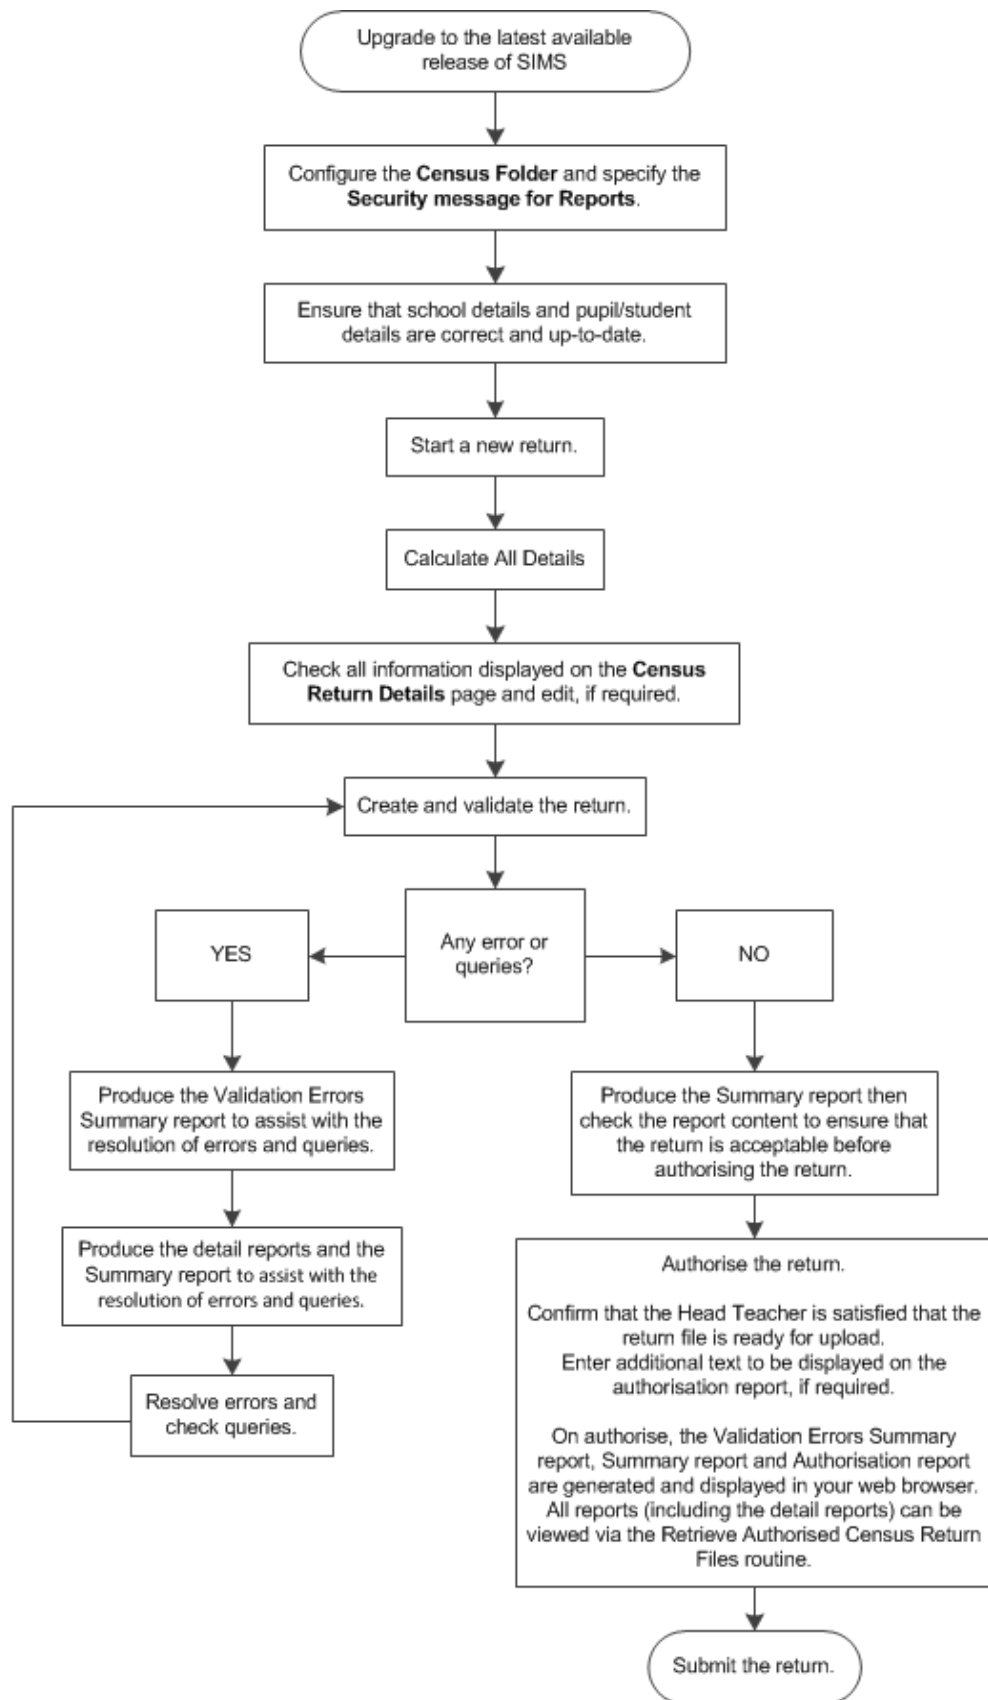 Upgrade to the latest available
release of SIMS
Configure the Census Folder and specify the
Security message for Reports.
Ensure that school details and pupil/student
details are correct and up-to-date.
Start a new return.
Calculate All Details
Check all information displayed on the Census
Return Details page and edit, if required.
Create and validate the return.
Any error or
queries?
YES
NO
Produce the Validation Errors
Summary report to assist with the
resolution of errors and queries.
Produce the detail reports and the
Summary report to assist with the
resolution of errors and queries.
Resolve errors and
check queries.
Produce the Summary report then
check the report content to ensure that
the return is acceptable before
authorising the return.
Authorise the return.
Confirm that the Head Teacher is satisfied that the
return file is ready for upload.
Enter additional text to be displayed on the
authorisation report, if required.
On authorise, the Validation Errors Summary
report, Summary report and Authorisation report
are generated and displayed in your web browser.
All reports (including the detail reports) can be
viewed via the Retrieve Authorised Census Return
Files routine.
Submit the return.